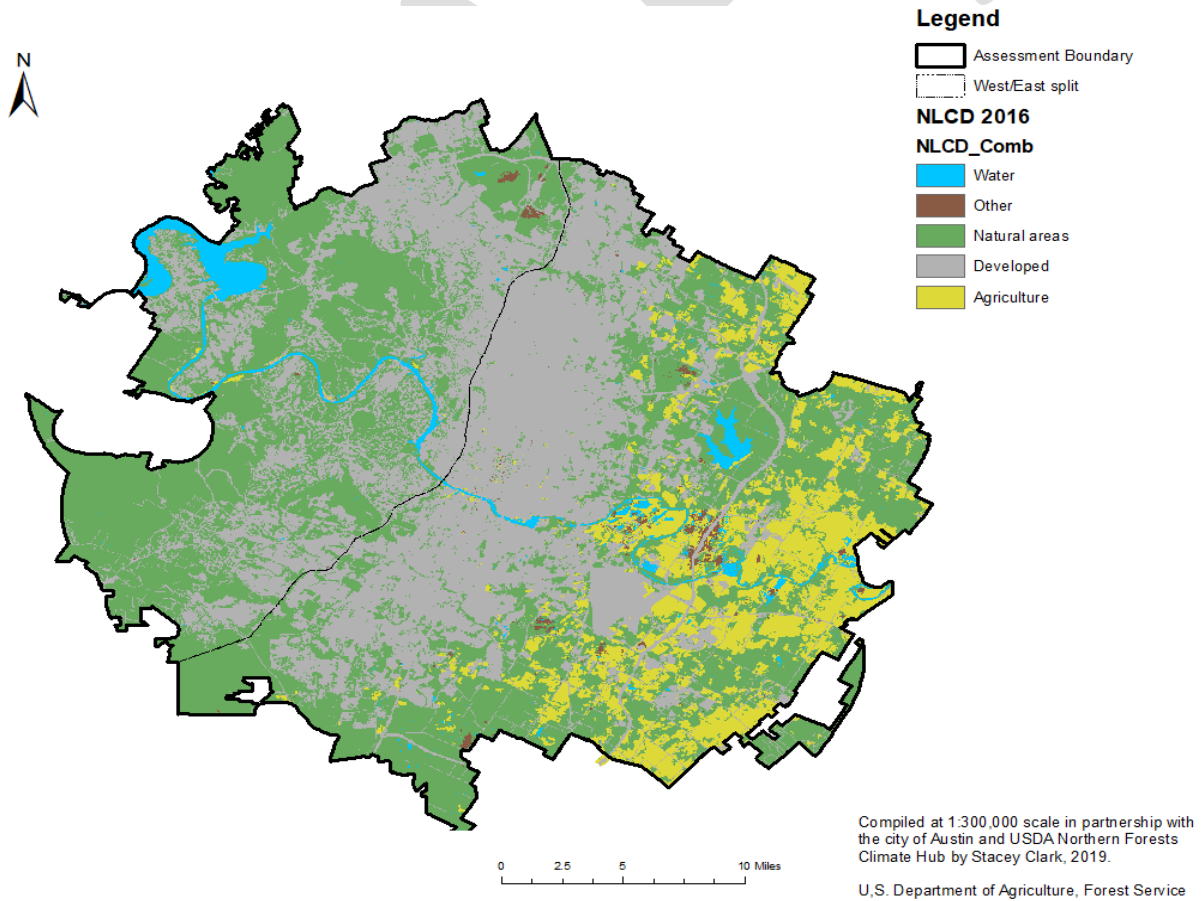 Legend
Assessment Boundary
West/East split
NLCD 2016
NLCD_Comb
Water
Other
Natural areas
Developed
Agriculture
N
0 2.5 5 10 Miles
Compiled at 1:300,000 scale in partnership with
the city of Austin and USDA Northern Forests
Climate Hub by Stacey Clark, 2019.
U,S. Department of Agriculture, Forest Service